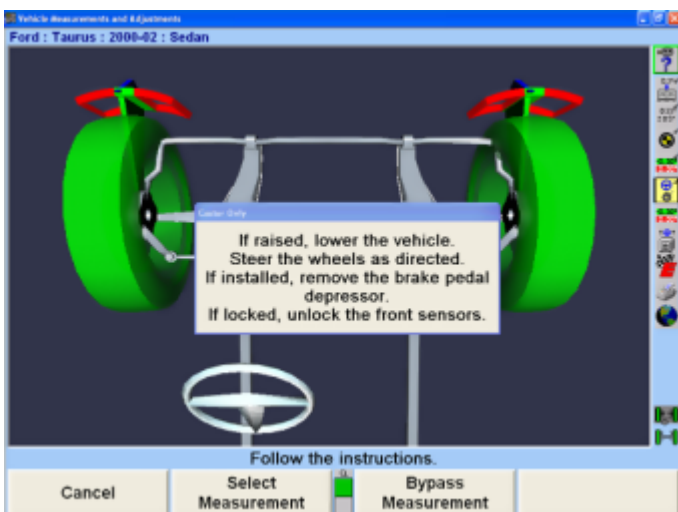 Vehicle Measurements and Adjustments
Ford : Taurus : 2000-02 : Sedan
Caster Only
If raised, lower the vehicle.
Steer the wheels as directed.
If installed, remove the brake pedal
depressor.
If locked, unlock the front sensors.
Follow the instructions.
Cancel
Select
Measurement
Bypass
Measurement